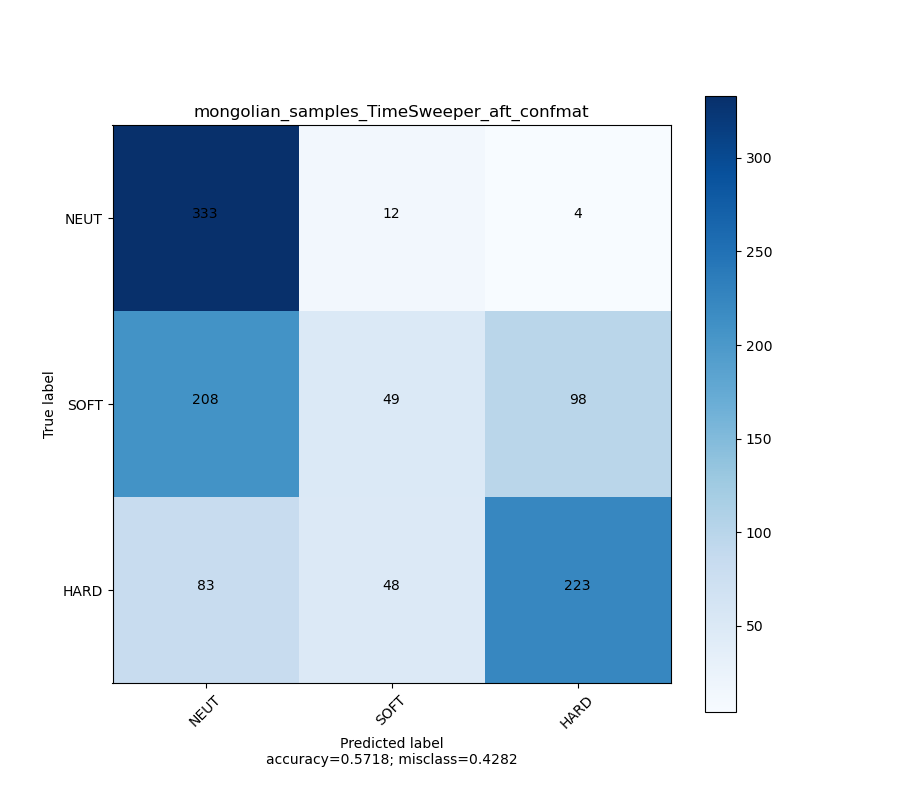 mongolian_samples_TimeSweeper_aft_confmat
True label
NEUT 333 12 4
SOFT 208 49 98
HARD 83 48 223
NEUT SOFT HARD
Predicted label
accuracy=0.5718; misclass=0.4282
300
250
200
150
100
50